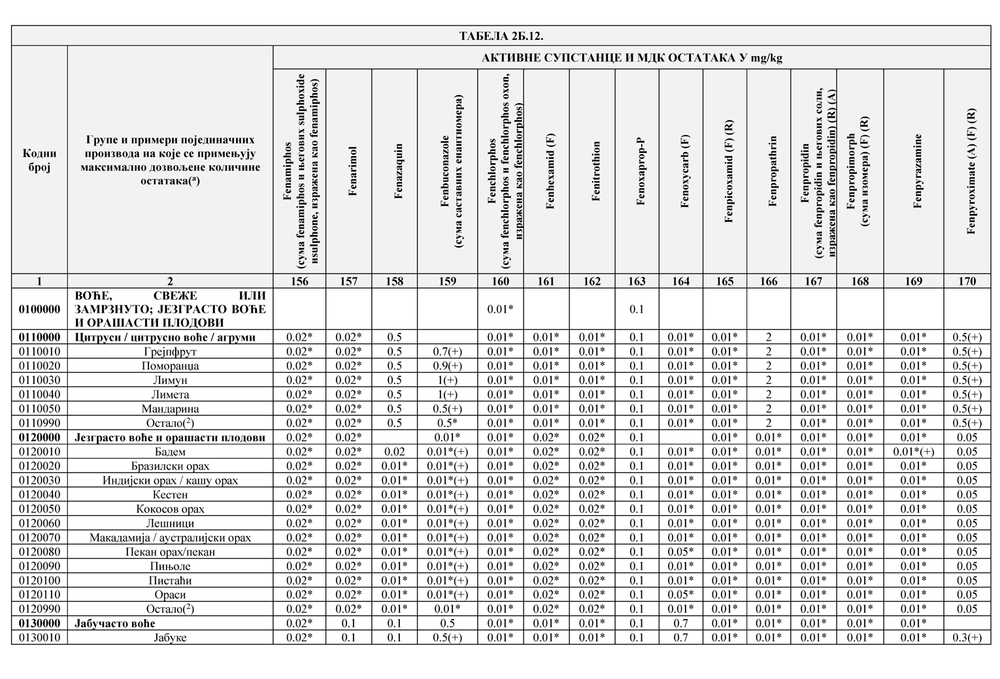 ТАБЕЛА 2Б.12.
Кодни
број
Групе и примери појединачних
производа на које се примењују
максимално дозвољене количине
остатака(ᵃ)
АКТИВНЕ СУПСТАНЦЕ И МДК ОСТАТАКА У mg/kg
Fenamiphos
(сума fenamiphos и његових sulphoxide
иsulphone, изражена као fenamiphos)
Fenarimol
Fenazaquin
Fenbuconazole
(сума саставних енантиомера)
Fenchlorphos
(сума fenchlorphos и fenchlorphos oxon,
изражена као fenchlorphos)
Fenhexamid (F)
Fenitrothion
Fenoxaprop-P
Fenoxycarb (F)
Fenpicoxamid (F) (R)
Fenpropathrin
Fenpropidin
(сума fenpropidin и његових соли,
изражена као fenpropidin) (R) (A)
Fenpropimorph
(сума изомера) (F) (R)
Fenpyrazamine
Fenpyroximate (A) (F) (R)
1 2 156 157 158 159 160 161 162 163 164 165 166 167 168 169 170
0100000 ВОЋЕ, СВЕЖЕ ИЛИ
ЗАМРЗНУТО; ЈЕЗГРАСТО ВОЋЕ
И ОРАШАСТИ ПЛОДОВИ
0.01* 0.1
0110000 Цитруси / цитрусно воће / агруми 0.02* 0.02* 0.5 0.01* 0.01* 0.01* 0.1 0.01* 0.01* 2 0.01* 0.01* 0.01* 0.5(+)
0110010 Грејпфрут 0.02* 0.02* 0.5 0.7(+) 0.01* 0.01* 0.01* 0.1 0.01* 0.01* 2 0.01* 0.01* 0.01* 0.5(+)
0110020 Поморанџа 0.02* 0.02* 0.5 0.9(+) 0.01* 0.01* 0.01* 0.1 0.01* 0.01* 2 0.01* 0.01* 0.01* 0.5(+)
0110030 Лимун 0.02* 0.02* 0.5 1(+) 0.01* 0.01* 0.01* 0.1 0.01* 0.01* 2 0.01* 0.01* 0.01* 0.5(+)
0110040 Лимета 0.02* 0.02* 0.5 1(+) 0.01* 0.01* 0.01* 0.1 0.01* 0.01* 2 0.01* 0.01* 0.01* 0.5(+)
0110050 Мандарина 0.02* 0.02* 0.5 0.5(+) 0.01* 0.01* 0.01* 0.1 0.01* 0.01* 2 0.01* 0.01* 0.01* 0.5(+)
0110990 Остало(²) 0.02* 0.02* 0.5 0.5* 0.01* 0.01* 0.01* 0.1 0.01* 0.01* 2 0.01* 0.01* 0.01* 0.5(+)
0120000 Језграсто воће и орашасти плодови 0.02* 0.02* 0.01* 0.01* 0.02* 0.02* 0.1 0.01* 0.01* 0.01* 0.01* 0.01* 0.05
0120010 Бадем 0.02* 0.02* 0.02 0.01*(+) 0.01* 0.02* 0.02* 0.1 0.01* 0.01* 0.01* 0.01* 0.01* 0.01*(+) 0.05
0120020 Бразилски орах 0.02* 0.02* 0.01* 0.01*(+) 0.01* 0.02* 0.02* 0.1 0.01* 0.01* 0.01* 0.01* 0.01* 0.01* 0.05
0120030 Индијски орах / кашу орах 0.02* 0.02* 0.01* 0.01*(+) 0.01* 0.02* 0.02* 0.1 0.01* 0.01* 0.01* 0.01* 0.01* 0.01* 0.05
0120040 Кестен 0.02* 0.02* 0.01* 0.01*(+) 0.01* 0.02* 0.02* 0.1 0.01* 0.01* 0.01* 0.01* 0.01* 0.01* 0.05
0120050 Кокосов орах 0.02* 0.02* 0.01* 0.01*(+) 0.01* 0.02* 0.02* 0.1 0.01* 0.01* 0.01* 0.01* 0.01* 0.01* 0.05
0120060 Лешници 0.02* 0.02* 0.01* 0.01*(+) 0.01* 0.02* 0.02* 0.1 0.01* 0.01* 0.01* 0.01* 0.01* 0.01* 0.05
0120070 Макадамија / аустралијски орах 0.02* 0.02* 0.01* 0.01*(+) 0.01* 0.02* 0.02* 0.1 0.01* 0.01* 0.01* 0.01* 0.01* 0.01* 0.05
0120080 Пекан орах/пекан 0.02* 0.02* 0.01* 0.01*(+) 0.01* 0.02* 0.02* 0.1 0.05* 0.01* 0.01* 0.01* 0.01* 0.01* 0.05
0120090 Пињоле 0.02* 0.02* 0.01* 0.01*(+) 0.01* 0.02* 0.02* 0.1 0.01* 0.01* 0.01* 0.01* 0.01* 0.01* 0.05
0120100 Пистаћи 0.02* 0.02* 0.01* 0.01*(+) 0.01* 0.02* 0.02* 0.1 0.01* 0.01* 0.01* 0.01* 0.01* 0.01* 0.05
0120110 Ораси 0.02* 0.02* 0.01* 0.01*(+) 0.01* 0.02* 0.02* 0.1 0.05* 0.01* 0.01* 0.01* 0.01* 0.01* 0.05
0120990 Остало(²) 0.02* 0.02* 0.01* 0.01* 0.01* 0.02* 0.02* 0.1 0.01* 0.01* 0.01* 0.01* 0.01* 0.01* 0.05
0130000 Јабучасто воће 0.02* 0.1 0.1 0.5 0.01* 0.01* 0.01* 0.1 0.7 0.01* 0.01* 0.01* 0.01* 0.01*
0130010 Јабуке 0.02* 0.1 0.1 0.5(+) 0.01* 0.01* 0.01* 0.1 0.7 0.01* 0.01* 0.01* 0.01* 0.01* 0.3(+)